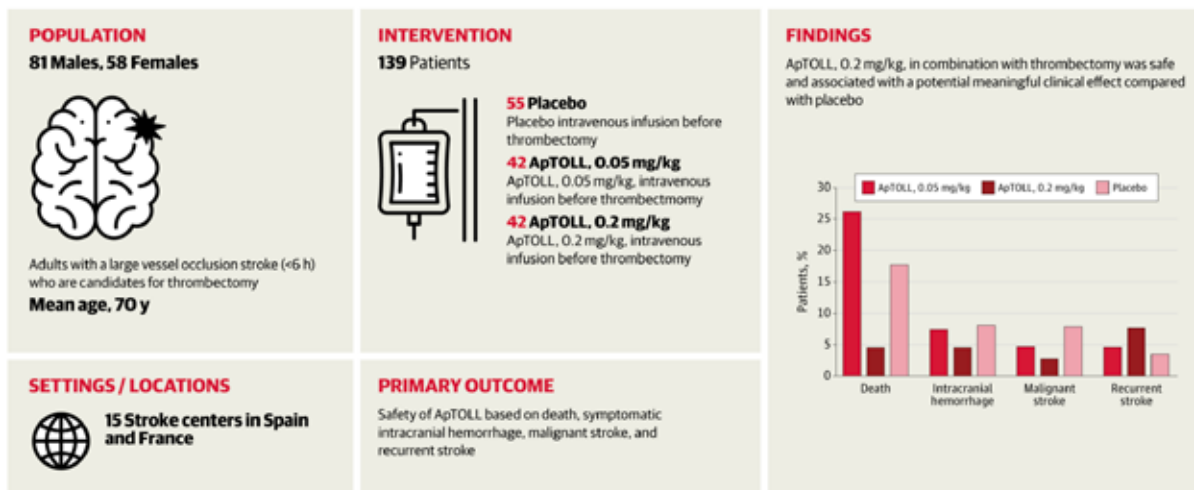 POPULATION
81 Males, 58 Females
Adults with a large vessel occlusion stroke (<6 h)
who are candidates for thrombectomy
Mean age, 70 y
INTERVENTION
139 Patients
55 Placebo
Placebo intravenous infusion before
thrombectomy
42 ApTOLL, 0.05 mg/kg
ApTOLL, 0.05 mg/kg, intravenous
infusion before thrombectmomy
42 ApTOLL, 0.2 mg/kg
ApTOLL, 0.2 mg/kg, intravenous
infusion before thrombectomy
FINDINGS
ApTOLL, 0.2 mg/kg, in combination with thrombectomy was safe
and associated with a potential meaningful clinical effect compared
with placebo
ApTOLL, 0.05 mg/kg
ApTOLL, 0.2 mg/kg
Placebo
Patients, %
30
25
20
15
10
5
0
Death
Intracranial
hemorrhage
Malignant
stroke
Recurrent
stroke
SETTINGS / LOCATIONS
15 Stroke centers in Spain
and France
PRIMARY OUTCOME
Safety of ApTOLL based on death, symptomatic
intracranial hemorrhage, malignant stroke, and
recurrent stroke